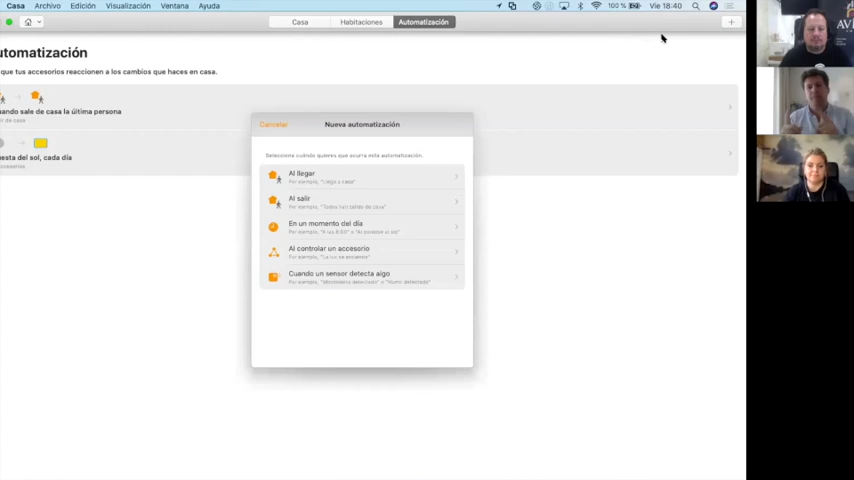 Casa Archivo Edición Visualización Ventana Ayuda 100 % Vie 18:40
Casa Habitaciones Automatización
utomatización
que tus accesorios reaccionen a los cambios que haces en casa.
ando sale de casa la última persona
r de casa
esta del sol, cada día
ccesorios
Cancelar Nueva automatización
Selecciona cuándo quieres que ocurra esta automatización.
Al llegar
Por ejemplo, "Llego a casa"
Al salir
Por ejemplo, "Todos han salido de casa"
En un momento del día
Por ejemplo, "A las 8:00" o "Al ponerse el sol"
Al controlar un accesorio
Por ejemplo, "La luz se enciende"
Cuando un sensor detecta algo
Por ejemplo, "Movimiento detectado" o "Humo detectado"